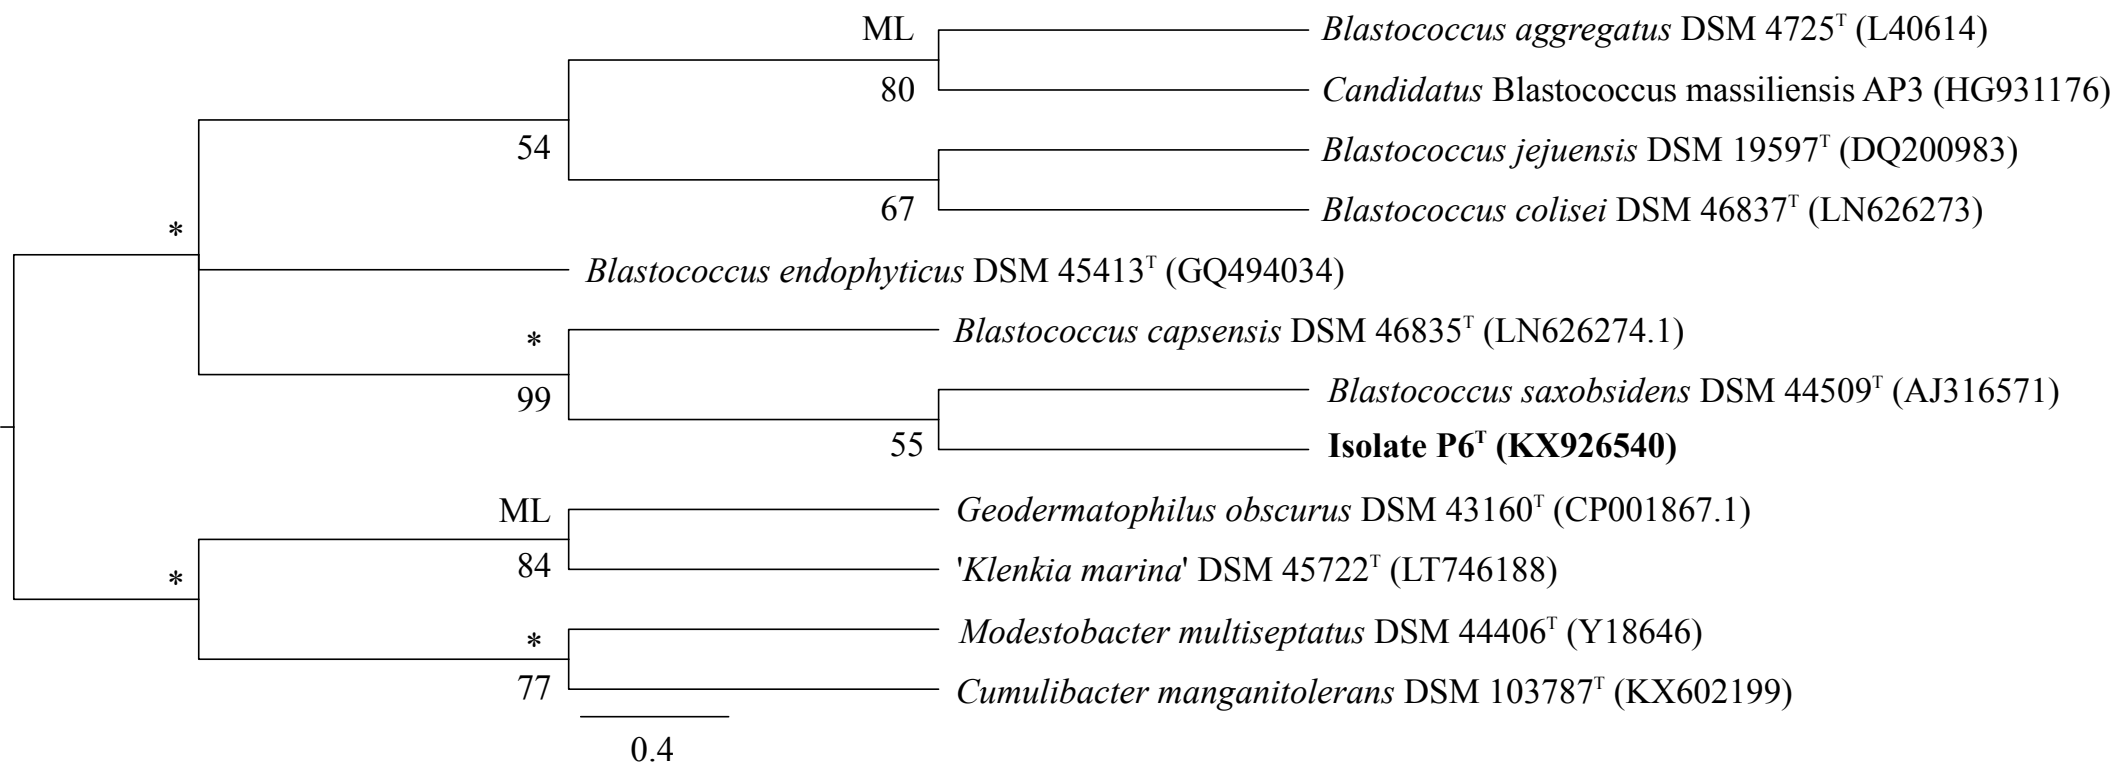 ML
Blastococcus aggregatus DSM 4725ᵀ (L40614)
80
Candidatus Blastococcus massiliensis AP3 (HG931176)
54
Blastococcus jejuensis DSM 19597ᵀ (DQ200983)
67
Blastococcus colisei DSM 46837ᵀ (LN626273)
*
Blastococcus endophyticus DSM 45413ᵀ (GQ494034)
*
Blastococcus capsensis DSM 46835ᵀ (LN626274.1)
99
Blastococcus saxobsidens DSM 44509ᵀ (AJ316571)
55
Isolate P6ᵀ (KX926540)
ML
Geodermatophilus obscurus DSM 43160ᵀ (CP001867.1)
84
'Klenkia marina' DSM 45722ᵀ (LT746188)
*
*
Modestobacter multiseptatus DSM 44406ᵀ (Y18646)
77
Cumulibacter manganitolerans DSM 103787ᵀ (KX602199)
0.4